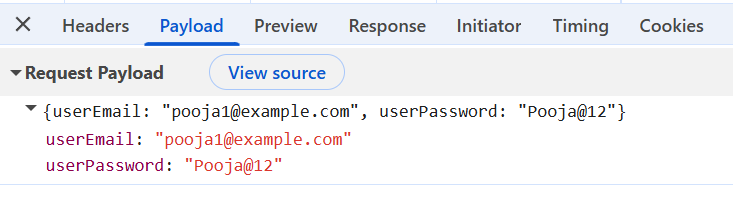 Headers Payload Preview Response Initiator Timing Cookies
Request Payload View source
{userEmail: "pooja1@example.com", userPassword: "Pooja@12"}
userEmail: "pooja1@example.com"
userPassword: "Pooja@12"